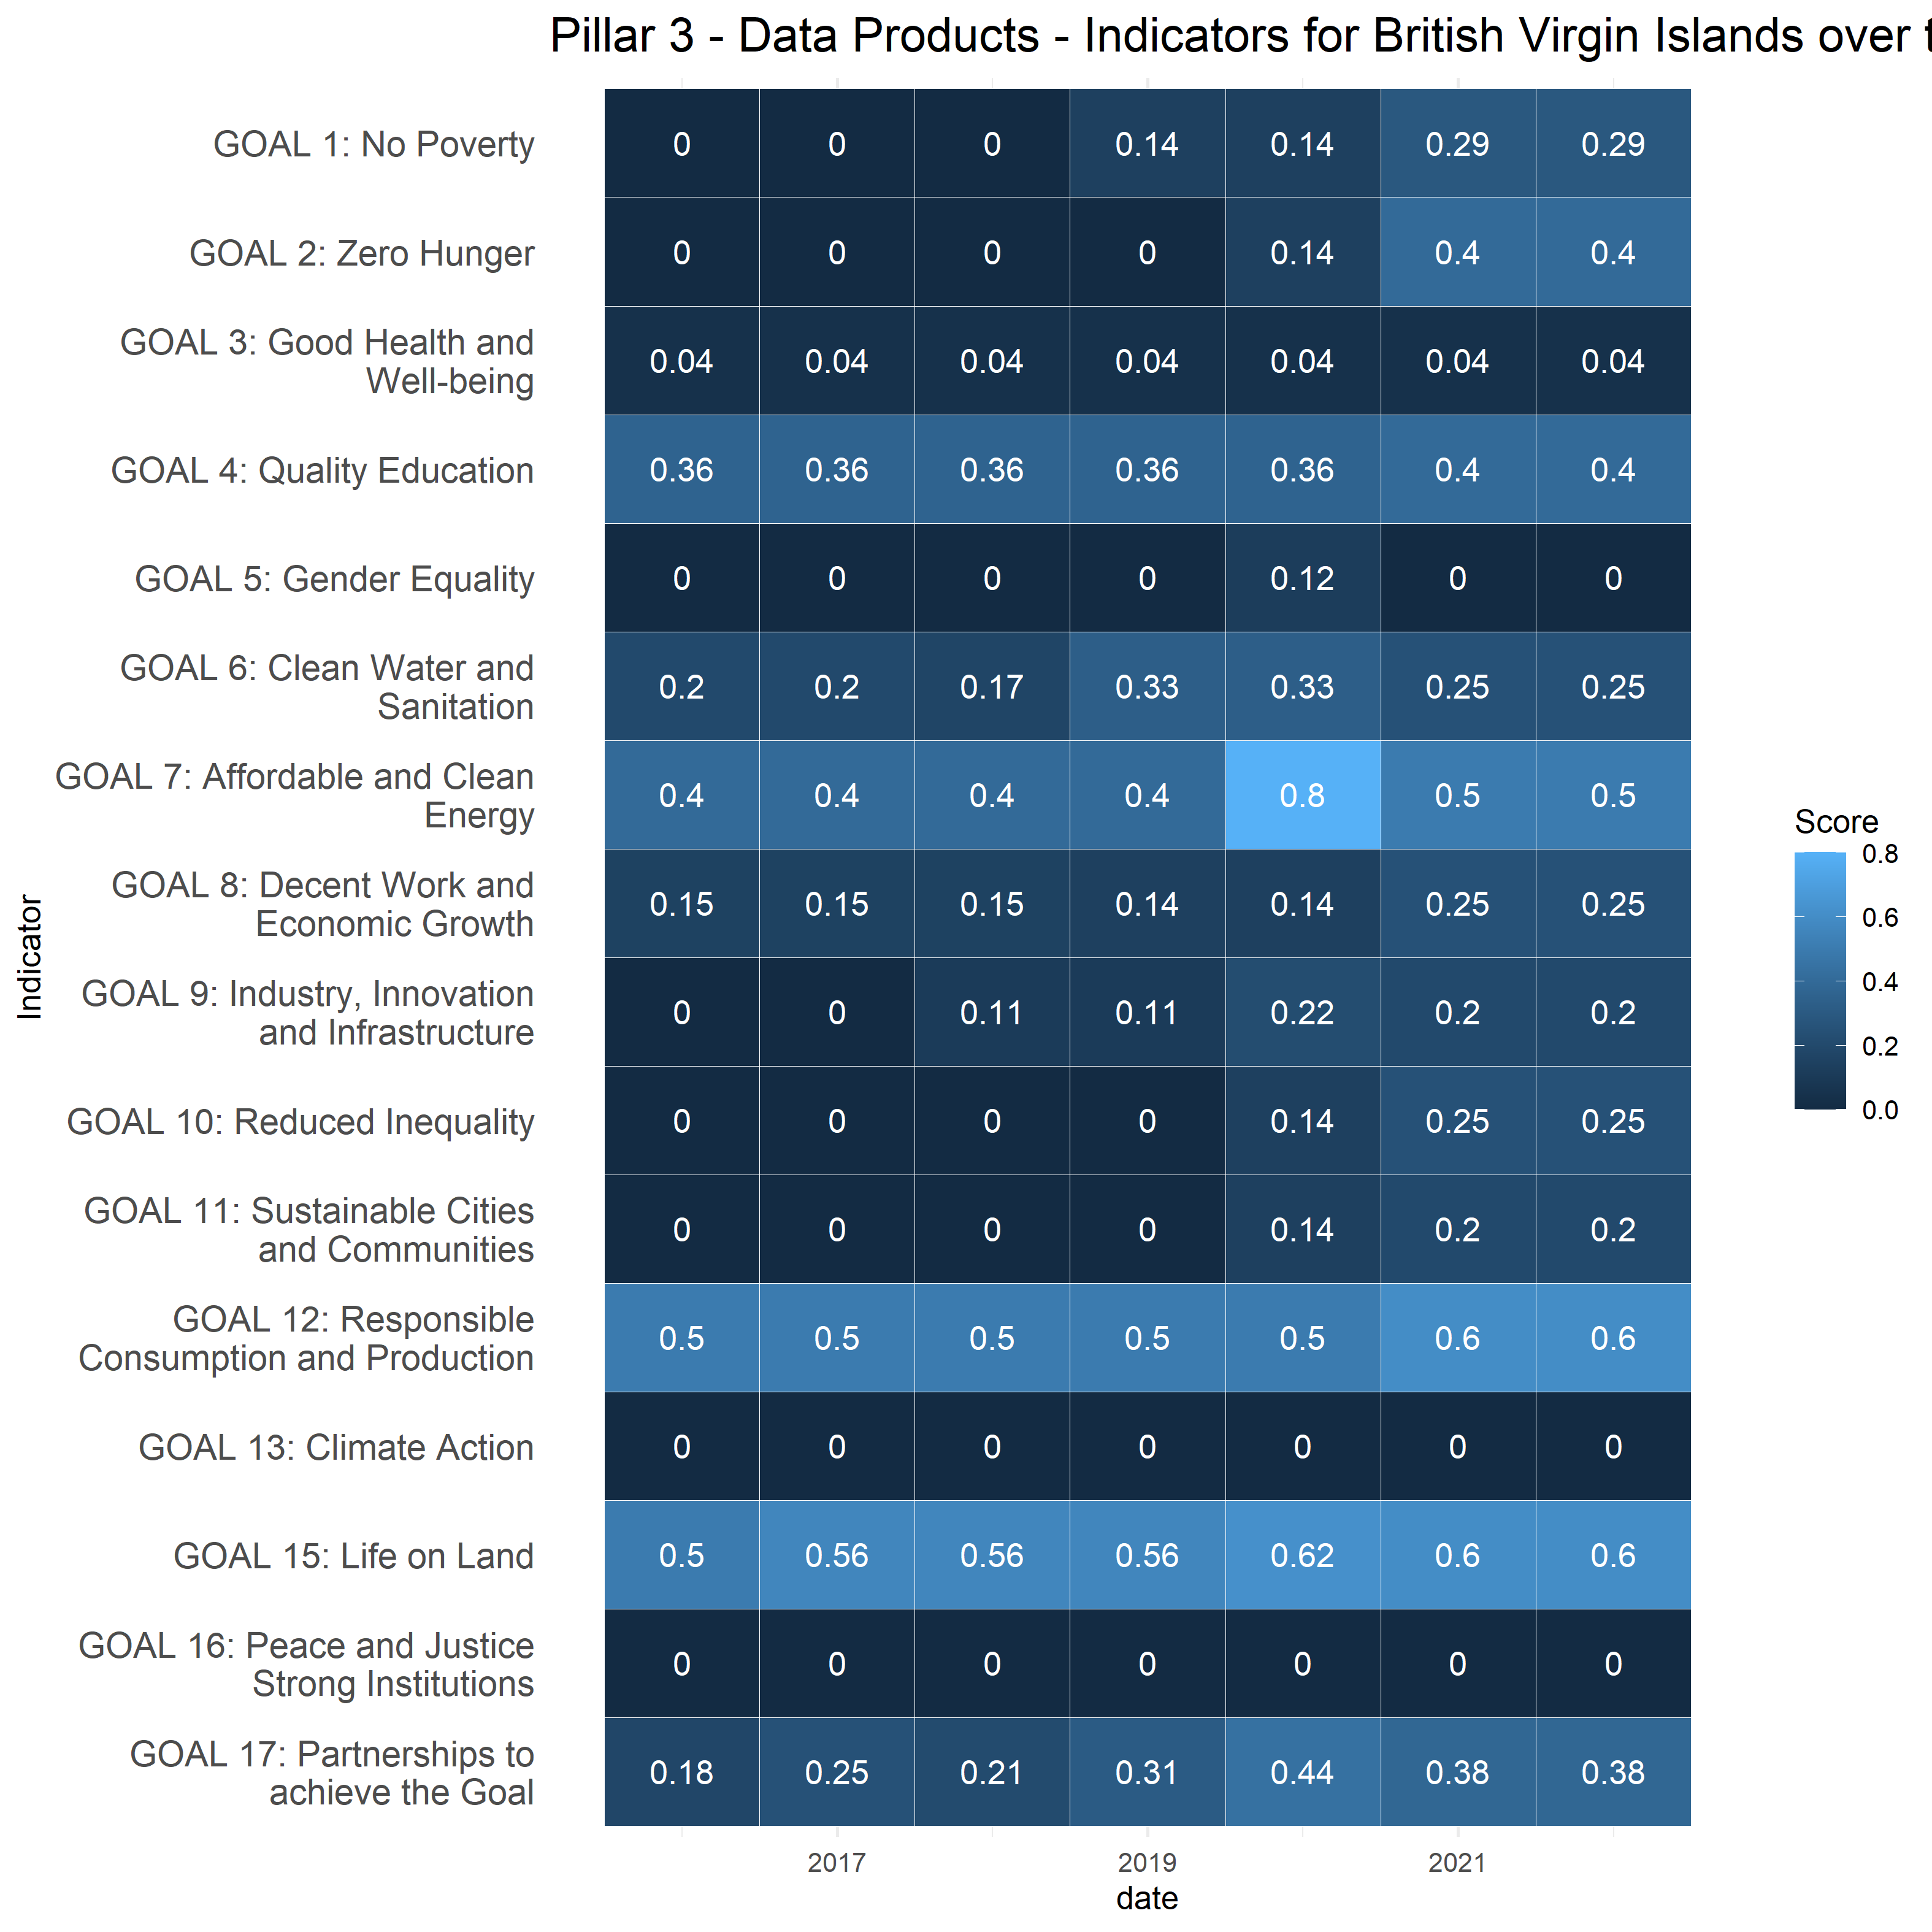 Pillar 3 - Data Products - Indicators for British Virgin Islands over t
GOAL 1: No Poverty
0 0 0 0.14 0.14 0.29 0.29
GOAL 2: Zero Hunger
0 0 0 0 0.14 0.4 0.4
GOAL 3: Good Health and
Well-being
0.04 0.04 0.04 0.04 0.04 0.04 0.04
GOAL 4: Quality Education
0.36 0.36 0.36 0.36 0.36 0.4 0.4
GOAL 5: Gender Equality
0 0 0 0 0.12 0 0
GOAL 6: Clean Water and
Sanitation
0.2 0.2 0.17 0.33 0.33 0.25 0.25
GOAL 7: Affordable and Clean
Energy
0.4 0.4 0.4 0.4 0.8 0.5 0.5
GOAL 8: Decent Work and
Economic Growth
0.15 0.15 0.15 0.14 0.14 0.25 0.25
GOAL 9: Industry, Innovation
and Infrastructure
0 0 0.11 0.11 0.22 0.2 0.2
GOAL 10: Reduced Inequality
0 0 0 0 0.14 0.25 0.25
GOAL 11: Sustainable Cities
and Communities
0 0 0 0 0.14 0.2 0.2
GOAL 12: Responsible
Consumption and Production
0.5 0.5 0.5 0.5 0.5 0.6 0.6
GOAL 13: Climate Action
0 0 0 0 0 0 0
GOAL 15: Life on Land
0.5 0.56 0.56 0.56 0.62 0.6 0.6
GOAL 16: Peace and Justice
Strong Institutions
0 0 0 0 0 0 0
GOAL 17: Partnerships to
achieve the Goal
0.18 0.25 0.21 0.31 0.44 0.38 0.38
2017 2019 2021
date
Indicator
Score
0.8
0.6
0.4
0.2
0.0